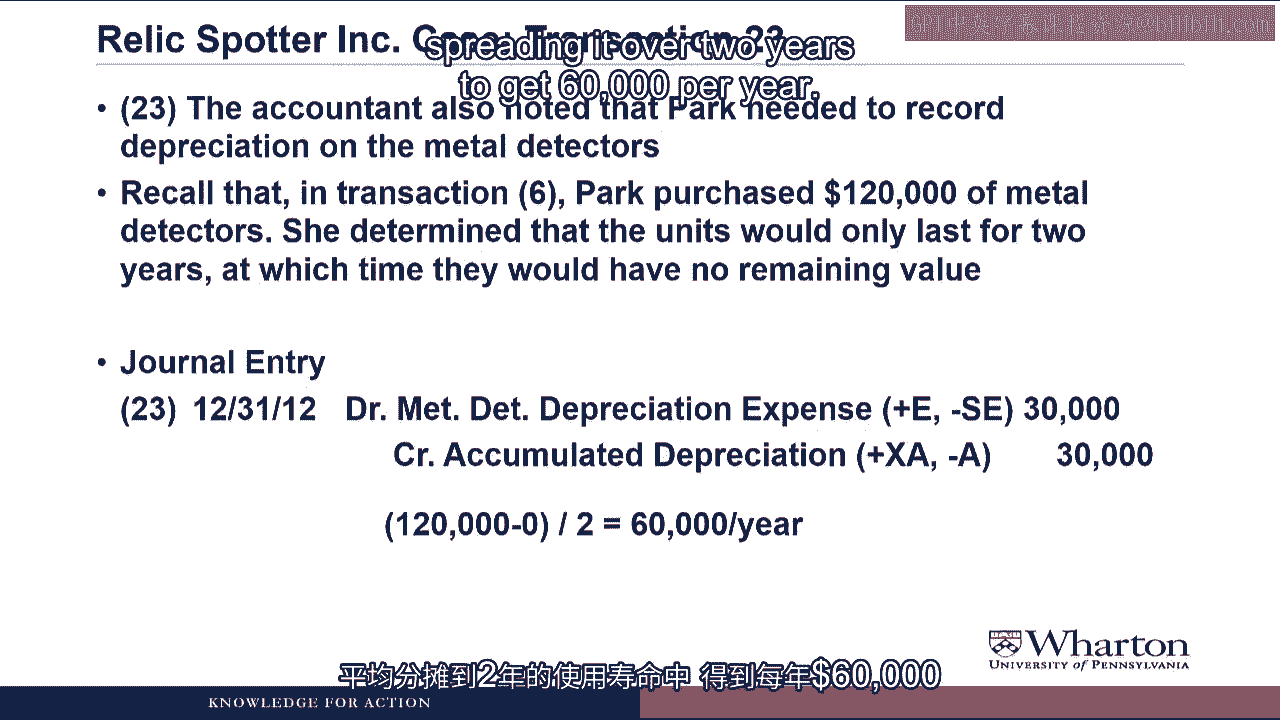 Relic Spotter Inc. Case: Transaction 23
spreading it over two years
to get 60,000 per year.
• (23) The accountant also noted that Park needed to record
depreciation on the metal detectors
• Recall that, in transaction (6), Park purchased $120,000 of metal
detectors. She determined that the units would only last for two
years, at which time they would have no remaining value
• Journal Entry
(23) 12/31/12 Dr. Met. Det. Depreciation Expense (+E, -SE) 30,000
Cr. Accumulated Depreciation (+XA, -A) 30,000
(120,000-0) / 2 = 60,000/year
Wharton
UNIVERSITY of PENNSYLVANIA
平均分摊到2年的使用寿命中 得到每年$60,000
KNOWLEDGE FOR ACTION